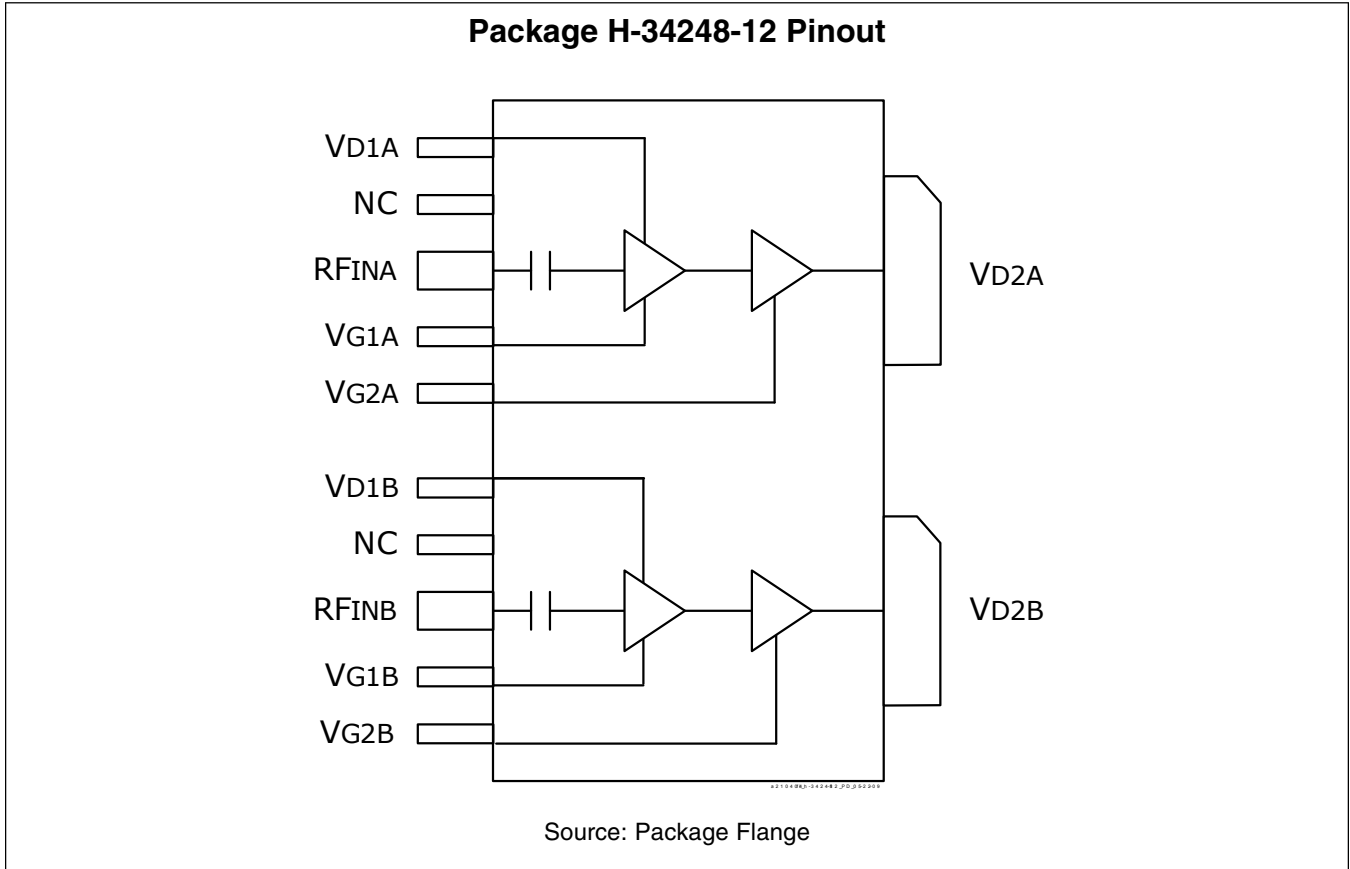 Package H-34248-12 Pinout
VD1A
NC
RFINA
VG1A
VG2A
VD2A
VD1B
NC
RFINB
VG1B
VG2B
VD2B
Source: Package Flange